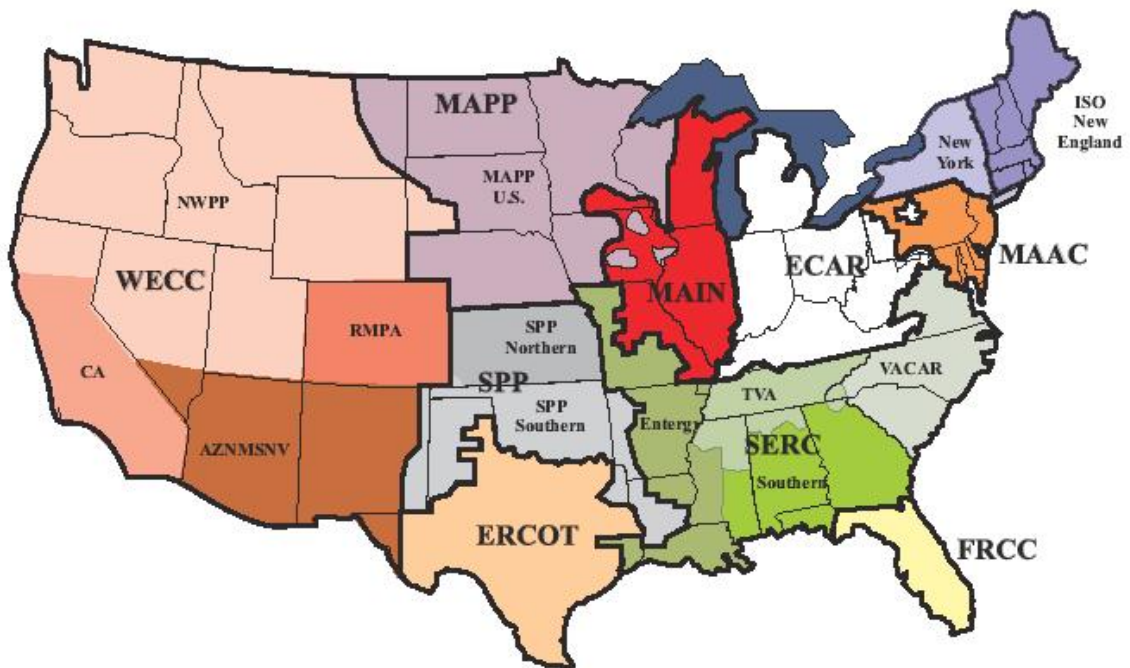 MAPP
ISO
New
England
New
York
MAPP
U.S.
NWPP
WECC
ECAR
MAAC
MAIN
RMPA
SPP
Northern
CA
SPP
VACAR
TVA
SPP
Southern
Entergy
AZNMSNV
SERC
Southern
ERCOT
FRCC